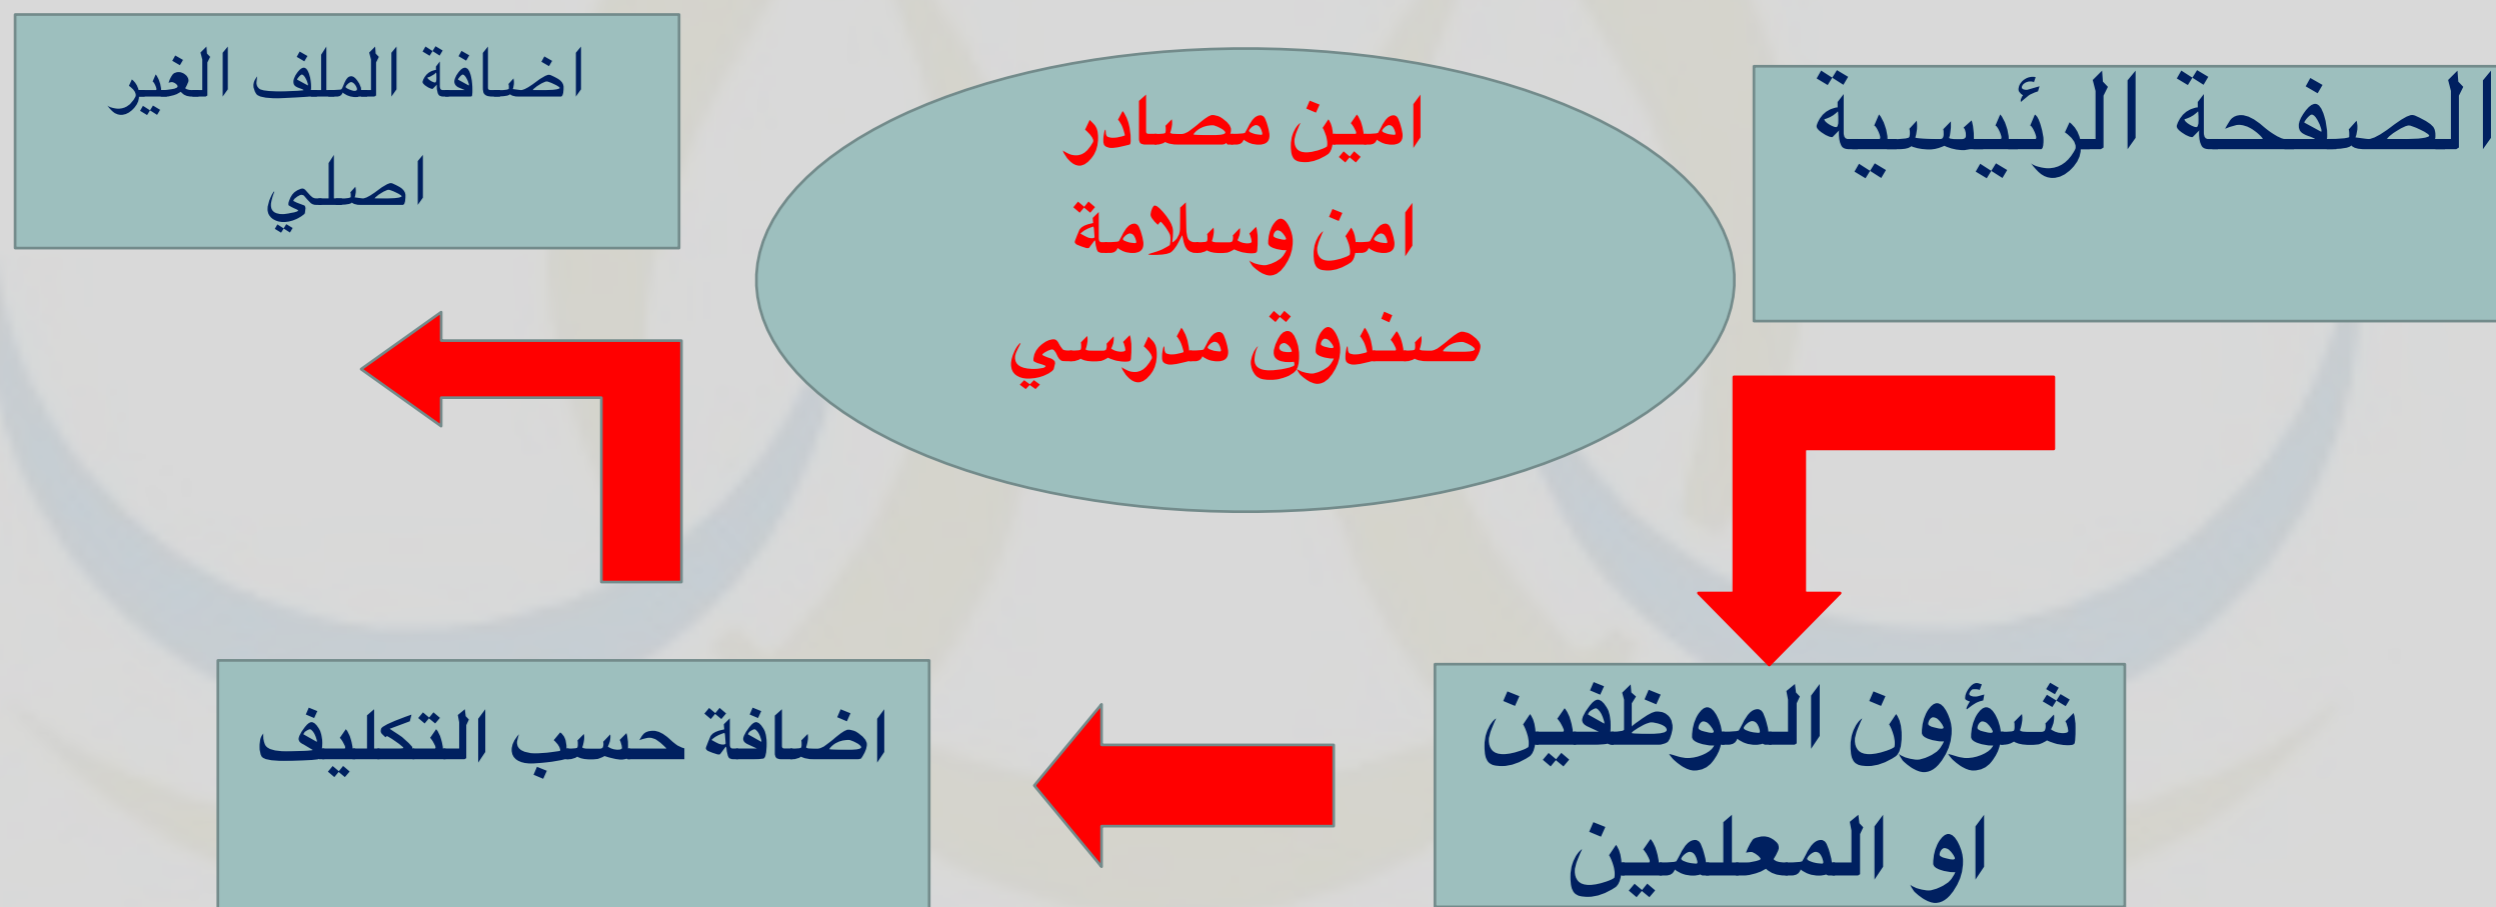 الصفحة الرئيسية
امين مصادر
امن وسلامة
صندوق مدرسي
اضافة الملف الغير
اصلي
شؤون الموظفين
او المعلمين
اضافة حسب التكليف